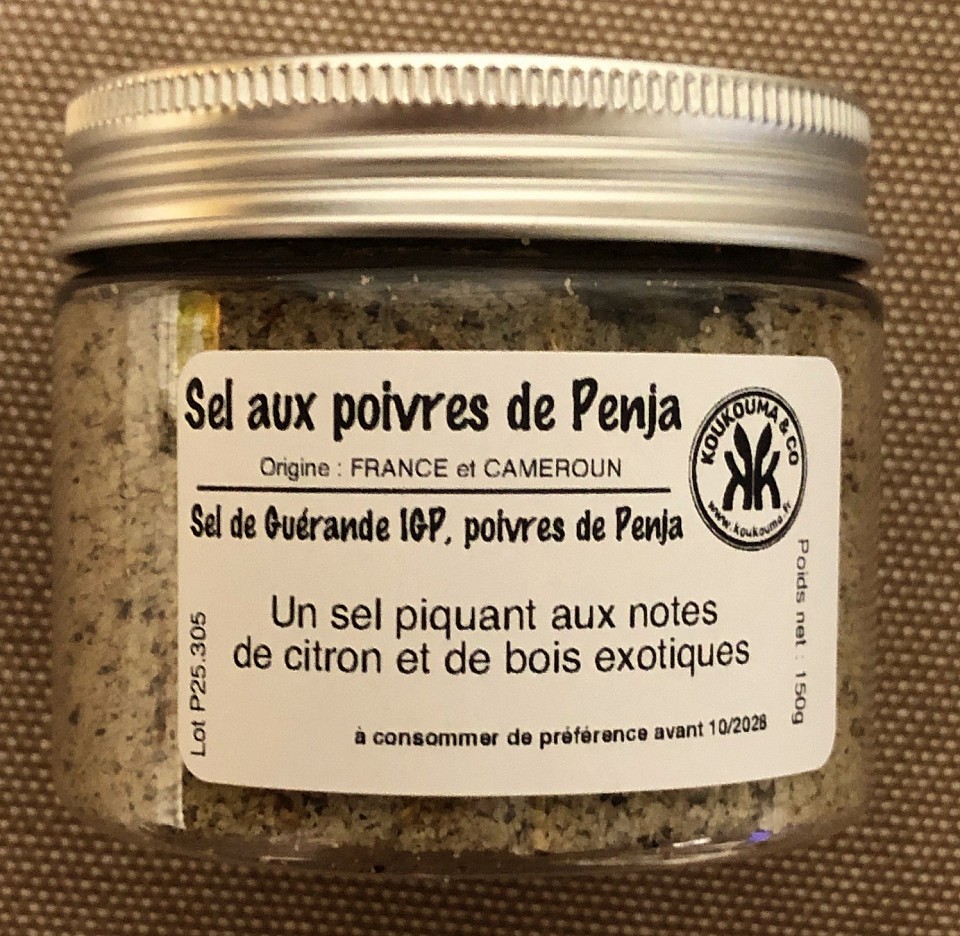 Sel aux poivres de Penja
Origine : FRANCE et CAMEROUN
Sel de Guérande IGP, poivres de Penja
KOUKOUMA & CO
www.koukouma.fr
Un sel piquant aux notes
de citron et de bois exotiques
à consommer de préférence avant 10/2028
Lot P25.305
Poids net : 150g